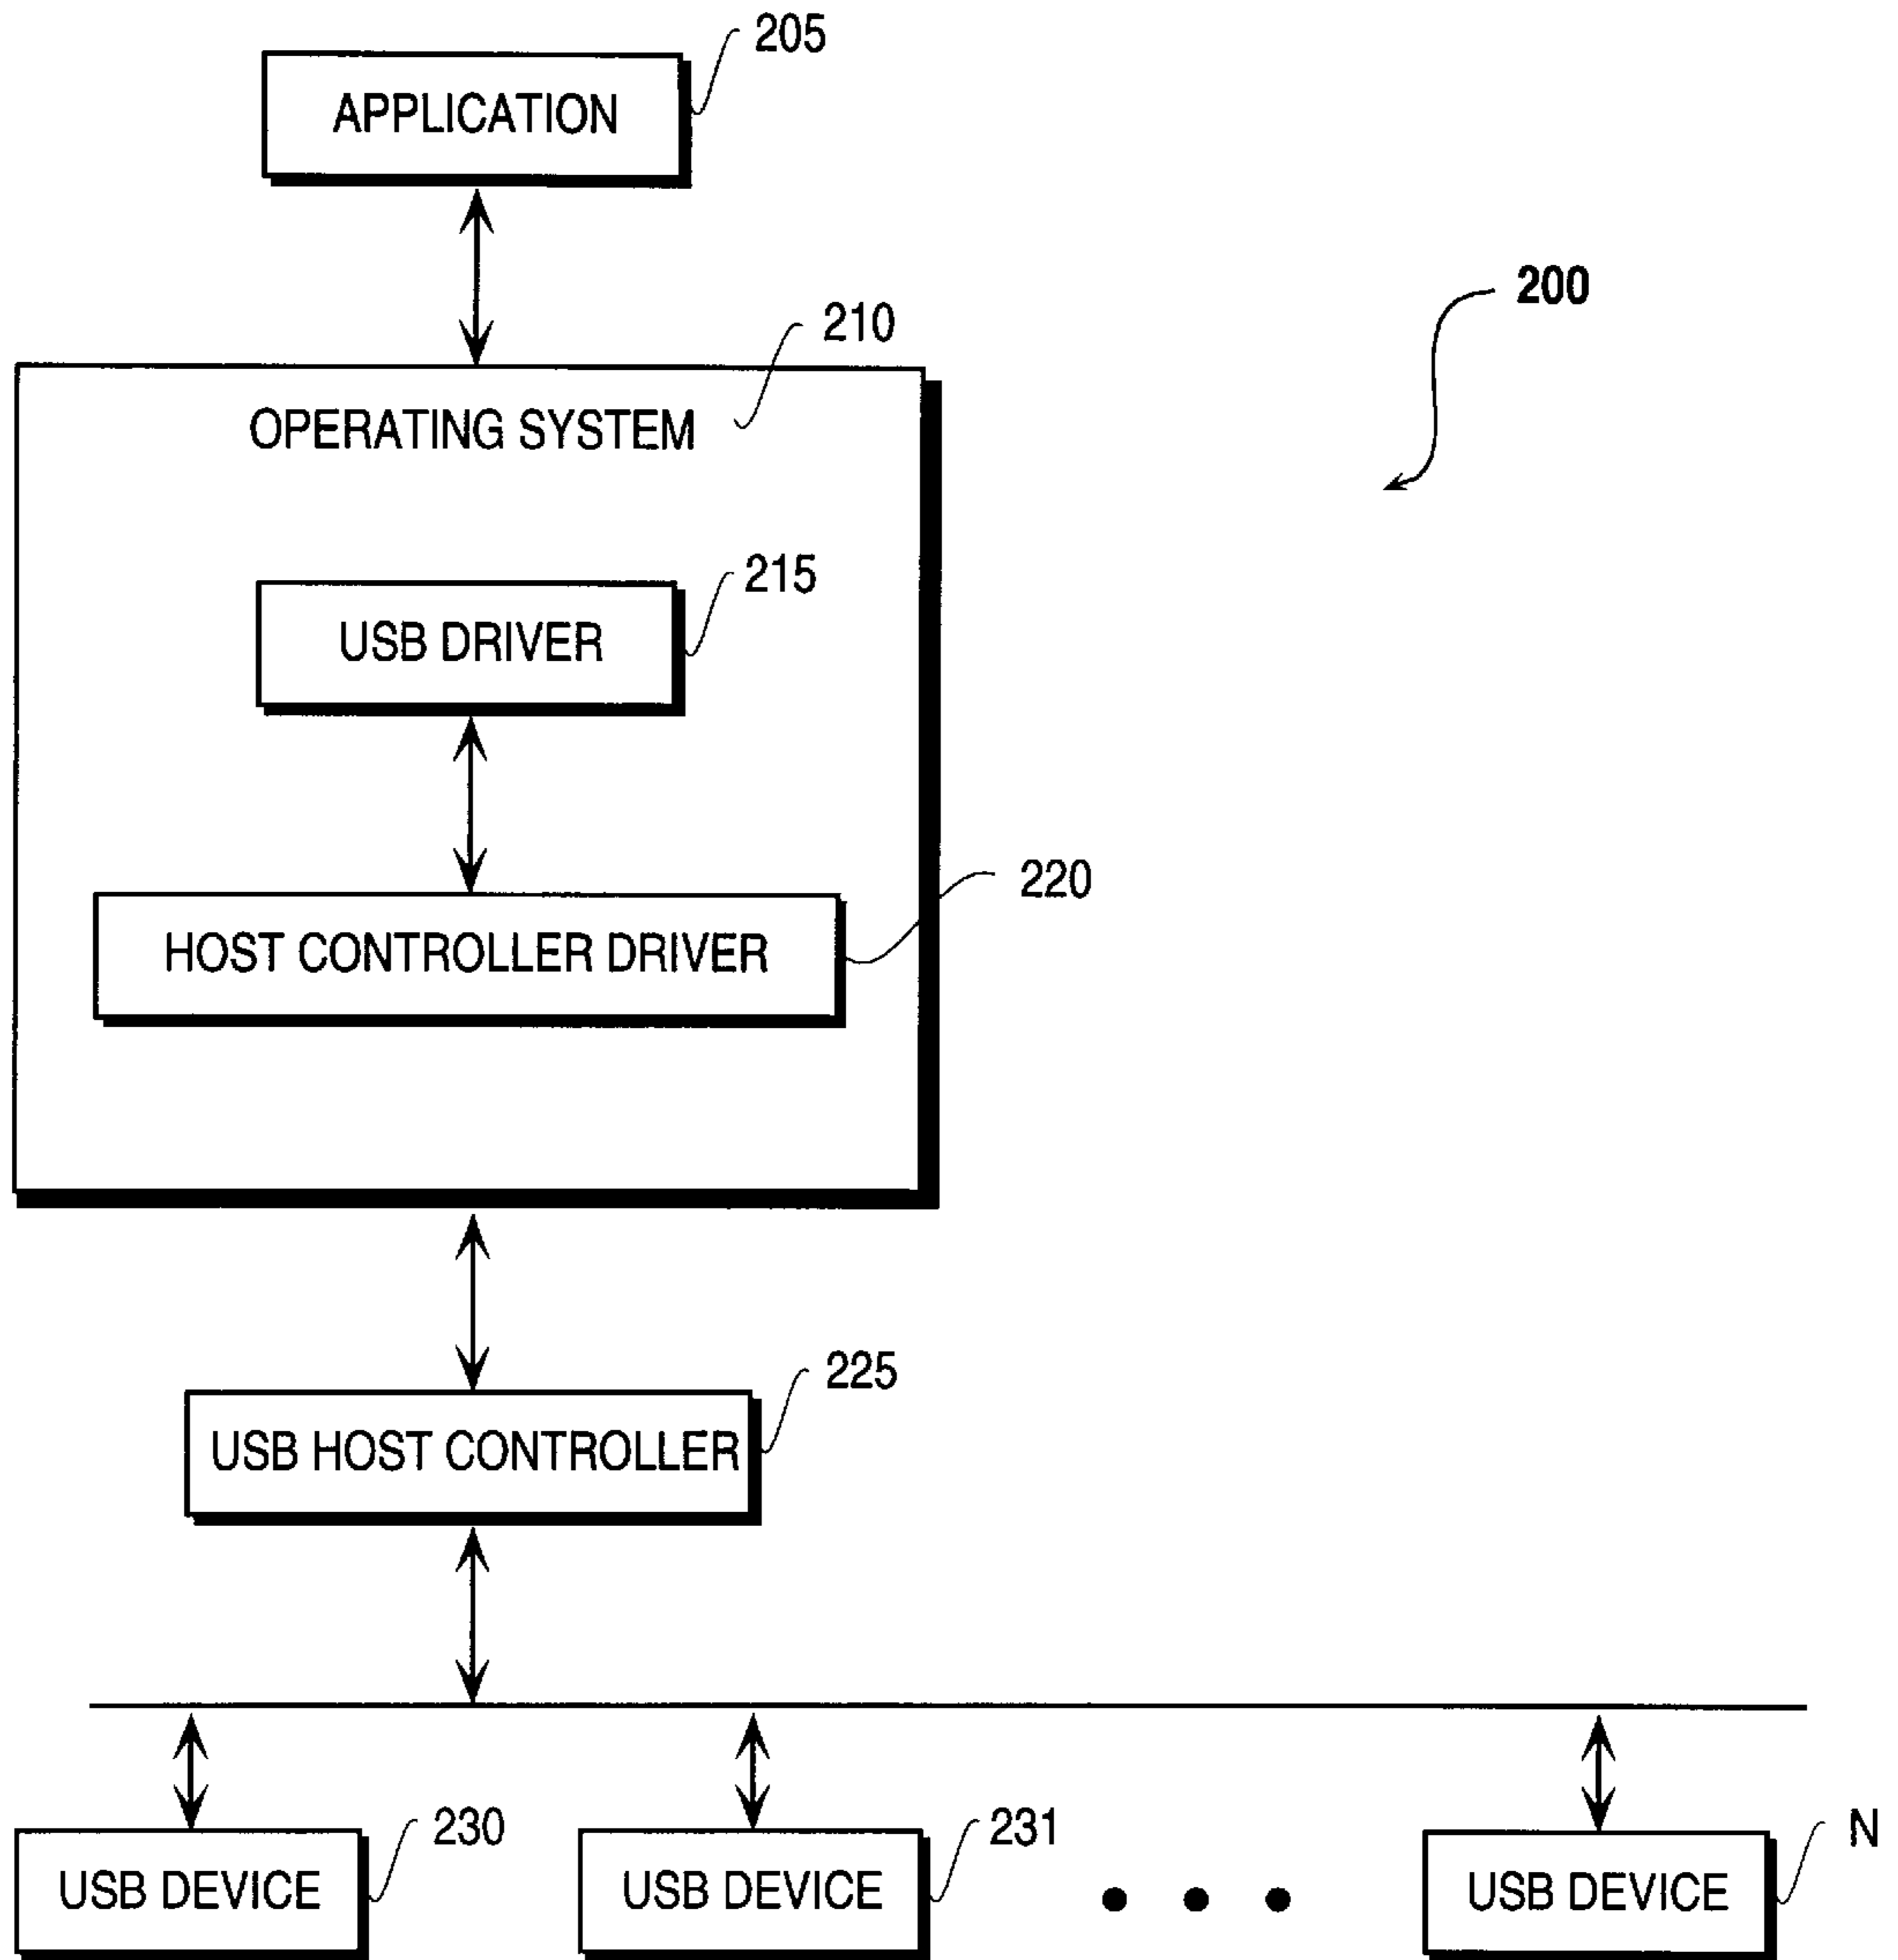 205
APPLICATION
200
210
OPERATING SYSTEM
215
USB DRIVER
220
HOST CONTROLLER DRIVER
225
USB HOST CONTROLLER
230
231
N
USB DEVICE
USB DEVICE
USB DEVICE